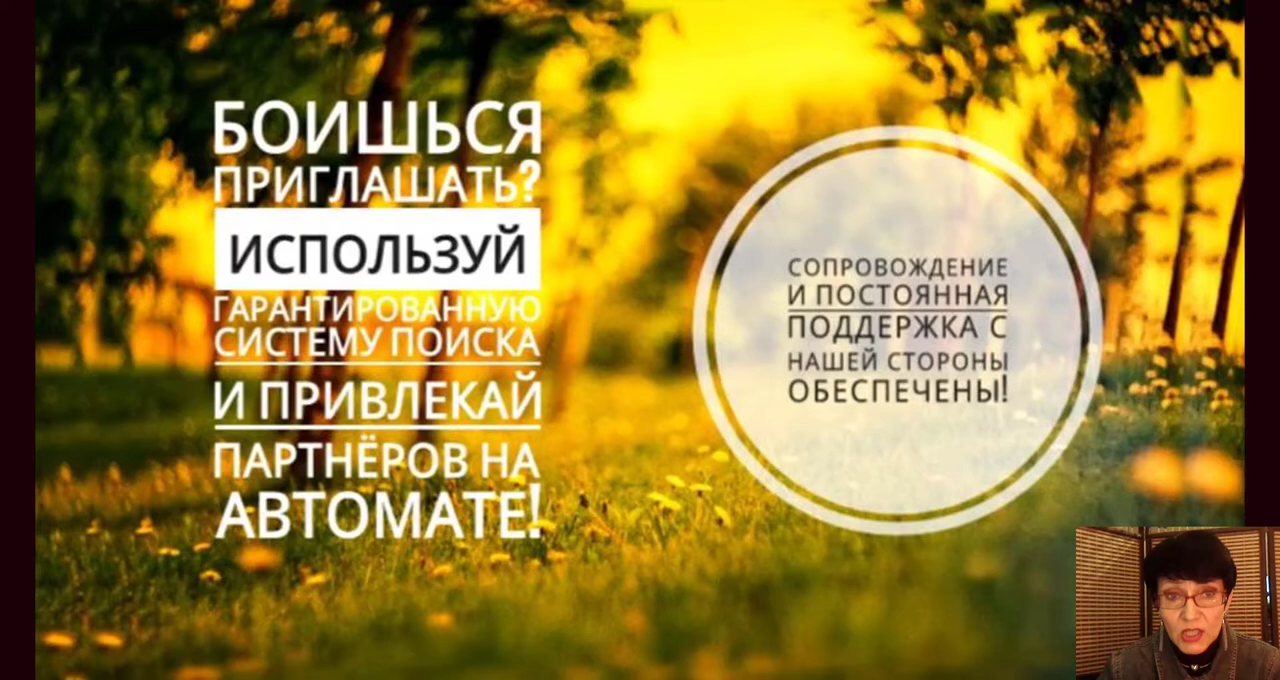 БОИШЬСЯ
ПРИГЛАШАТЬ?
ИСПОЛЬЗУЙ
ГАРАНТИРОВАННУЮ
СИСТЕМУ ПОИСКА
И ПРИВЛЕКАЙ
ПАРТНЁРОВ НА
АВТОМАТЕ!
СОПРОВОЖДЕНИЕ
И ПОСТОЯННАЯ
ПОДДЕРЖКА С
НАШЕЙ СТОРОНЫ
ОБЕСПЕЧЕНЫ!